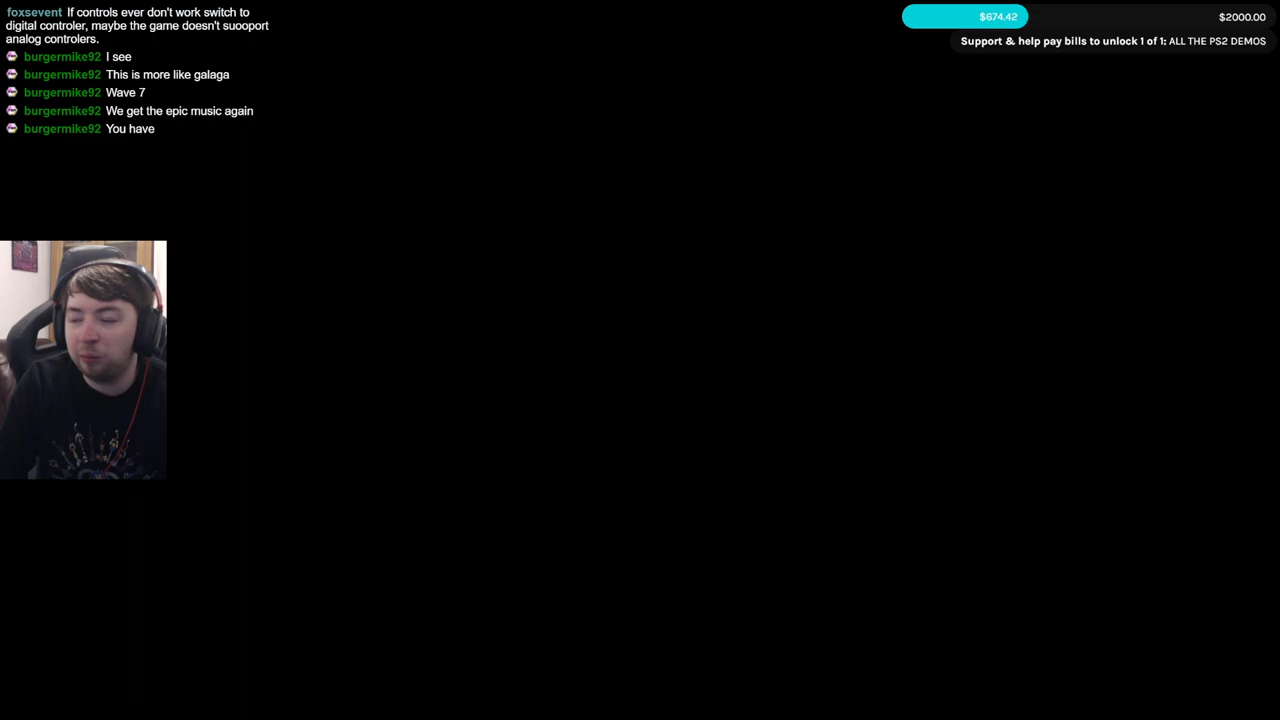 foxsevent If controls ever don't work switch to
digital controler, maybe the game doesn't suooport
analog controlers.
burgermike92 I see
burgermike92 This is more like galaga
burgermike92 Wave 7
burgermike92 We get the epic music again
burgermike92 You have
$674.42
$2000.00
Support & help pay bills to unlock 1 of 1: ALL THE PS2 DEMOS